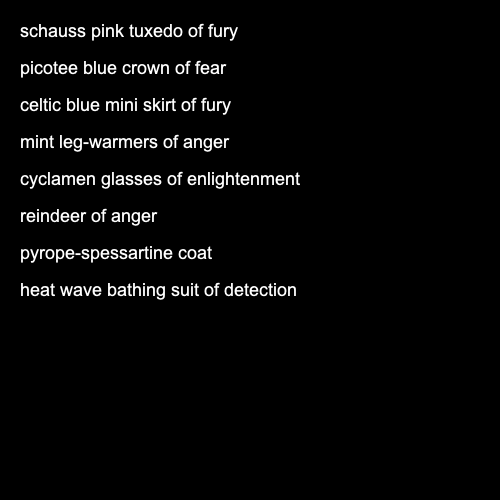 schauss pink tuxedo of fury
picotee blue crown of fear
celtic blue mini skirt of fury
mint leg-warmers of anger
cyclamen glasses of enlightenment
reindeer of anger
pyrope-spessartine coat
heat wave bathing suit of detection